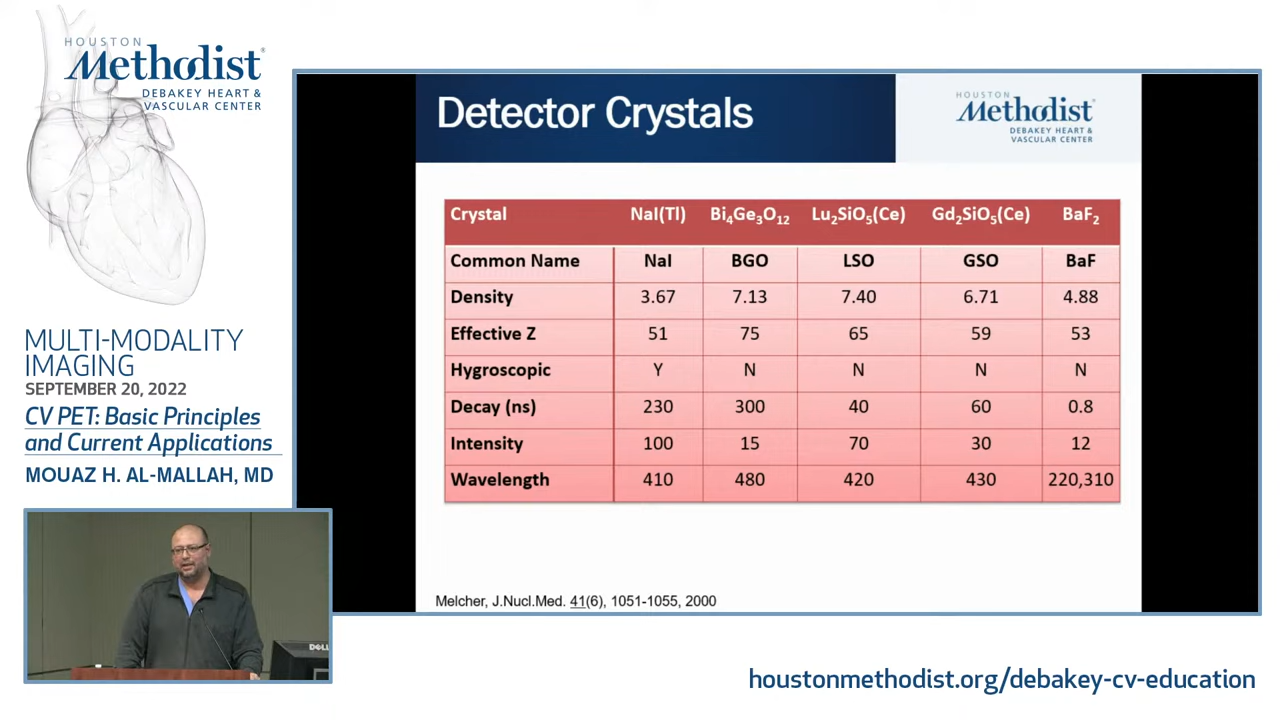 HOUSTON
Methodist®
DEBAKEY HEART &
VASCULAR CENTER
MULTI-MODALITY
IMAGING
SEPTEMBER 20, 2022
CV PET: Basic Principles
and Current Applications
MOUAZ H. AL-MALLAH, MD
Detector Crystals
HOUSTON
Methodist®
DEBAKEY HEART &
VASCULAR CENTER
Crystal NaI(Tl) Bi₄Ge₃O₁₂ Lu₂SiO₅(Ce) Gd₂SiO₅(Ce) BaF₂
Common Name NaI BGO LSO GSO BaF
Density 3.67 7.13 7.40 6.71 4.88
Effective Z 51 75 65 59 53
Hygroscopic Y N N N N
Decay (ns) 230 300 40 60 0.8
Intensity 100 15 70 30 12
Wavelength 410 480 420 430 220,310
Melcher, J.Nucl.Med. 41(6), 1051-1055, 2000
DELL
houstonmethodist.org/debakey-cv-education